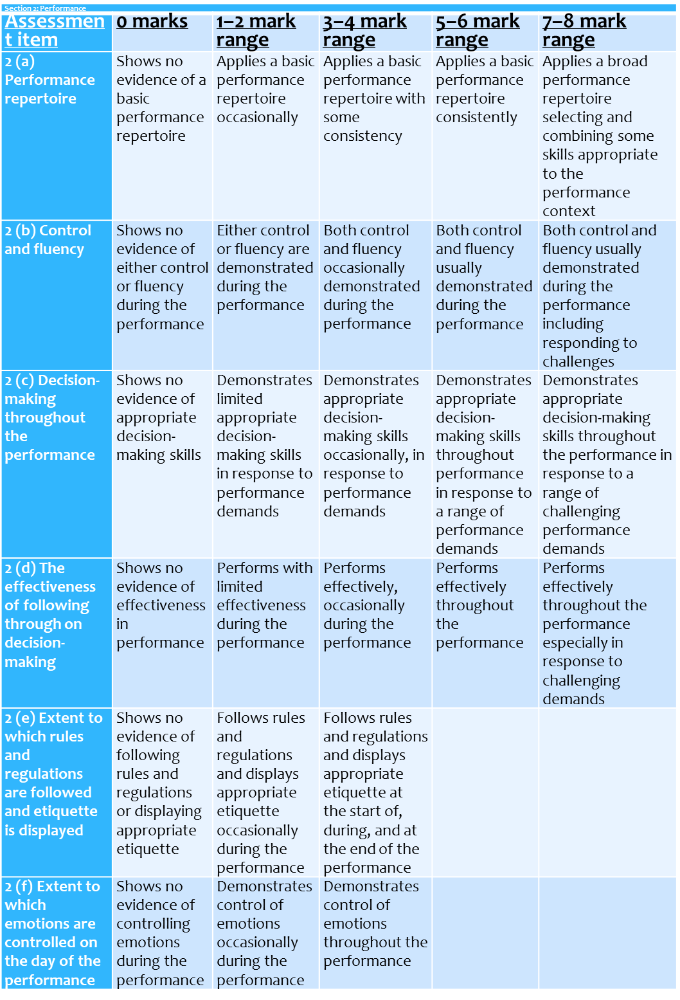 Section 2: Performance
Assessmen
t item
0 marks
1–2 mark
range
3–4 mark
range
5–6 mark
range
7–8 mark
range
2 (a)
Performance
repertoire
Shows no
evidence of a
basic
performance
repertoire
Applies a basic
performance
repertoire
occasionally
Applies a basic
performance
repertoire with
some
consistency
Applies a basic
performance
repertoire
consistently
Applies a broad
performance
repertoire
selecting and
combining some
skills appropriate
to the
performance
context
2 (b) Control
and fluency
Shows no
evidence of
either control
or fluency
during the
performance
Either control
or fluency are
demonstrated
during the
performance
Both control
and fluency
occasionally
demonstrated
during the
performance
Both control
and fluency
usually
demonstrated
during the
performance
Both control and
fluency usually
demonstrated
during the
performance
including
responding to
challenges
2 (c) Decision-
making
throughout
the
performance
Shows no
evidence of
appropriate
decision-
making skills
Demonstrates
limited
appropriate
decision-
making skills
in response to
performance
demands
Demonstrates
appropriate
decision-
making skills
occasionally, in
response to
performance
demands
Demonstrates
appropriate
decision-
making skills
throughout
performance
in response to
a range of
performance
demands
Demonstrates
appropriate
decision-making
skills throughout
the performance in
response to a
range of
challenging
performance
demands
2 (d) The
effectiveness
of following
through on
decision-
making
Shows no
evidence of
effectiveness
in
performance
Performs with
limited
effectiveness
during the
performance
Performs
effectively,
occasionally
during the
performance
Performs
effectively
throughout
the
performance
Performs
effectively
throughout the
performance
especially in
response to
challenging
demands
2 (e) Extent to
which rules
and
regulations
are followed
and etiquette
is displayed
Shows no
evidence of
following
rules and
regulations
or displaying
appropriate
etiquette
Follows rules
and
regulations
and displays
appropriate
etiquette
occasionally
during the
performance
Follows rules
and regulations
and displays
appropriate
etiquette at
the start of,
during, and at
the end of the
performance
2 (f) Extent to
which
emotions are
controlled on
the day of the
performance
Shows no
evidence of
controlling
emotions
during the
performance
Demonstrates
control of
emotions
occasionally
during the
performance
Demonstrates
control of
emotions
throughout the
performance